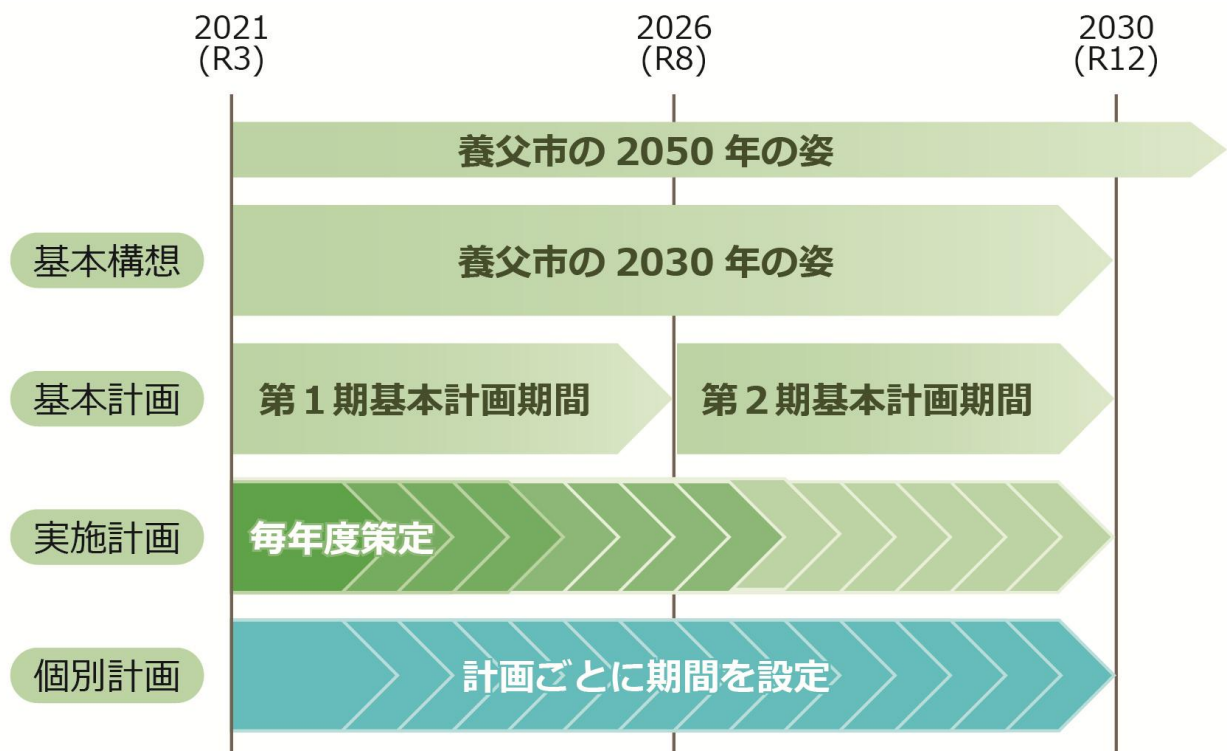 2021
(R3)
2026
(R8)
2030
(R12)
養父市の 2050 年の姿
基本構想
養父市の 2030 年の姿
基本計画
第１期基本計画期間
第２期基本計画期間
実施計画
毎年度策定
個別計画
計画ごとに期間を設定